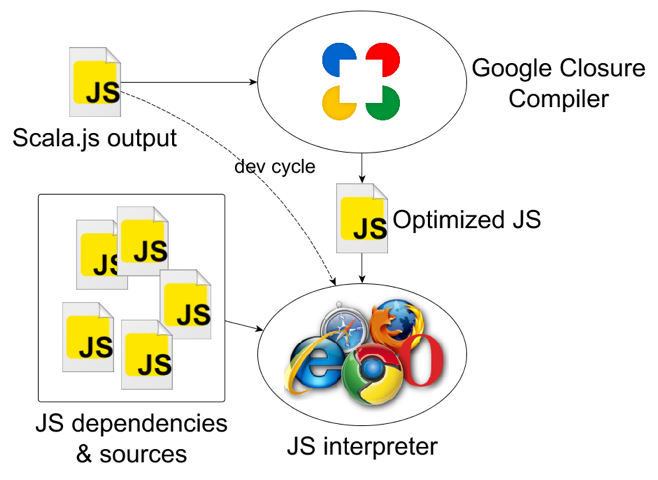 JS
Scala.js output
Google Closure
Compiler
dev cycle
JS
Optimized JS
JS
JS
JS
JS
JS
JS dependencies
& sources
JS interpreter